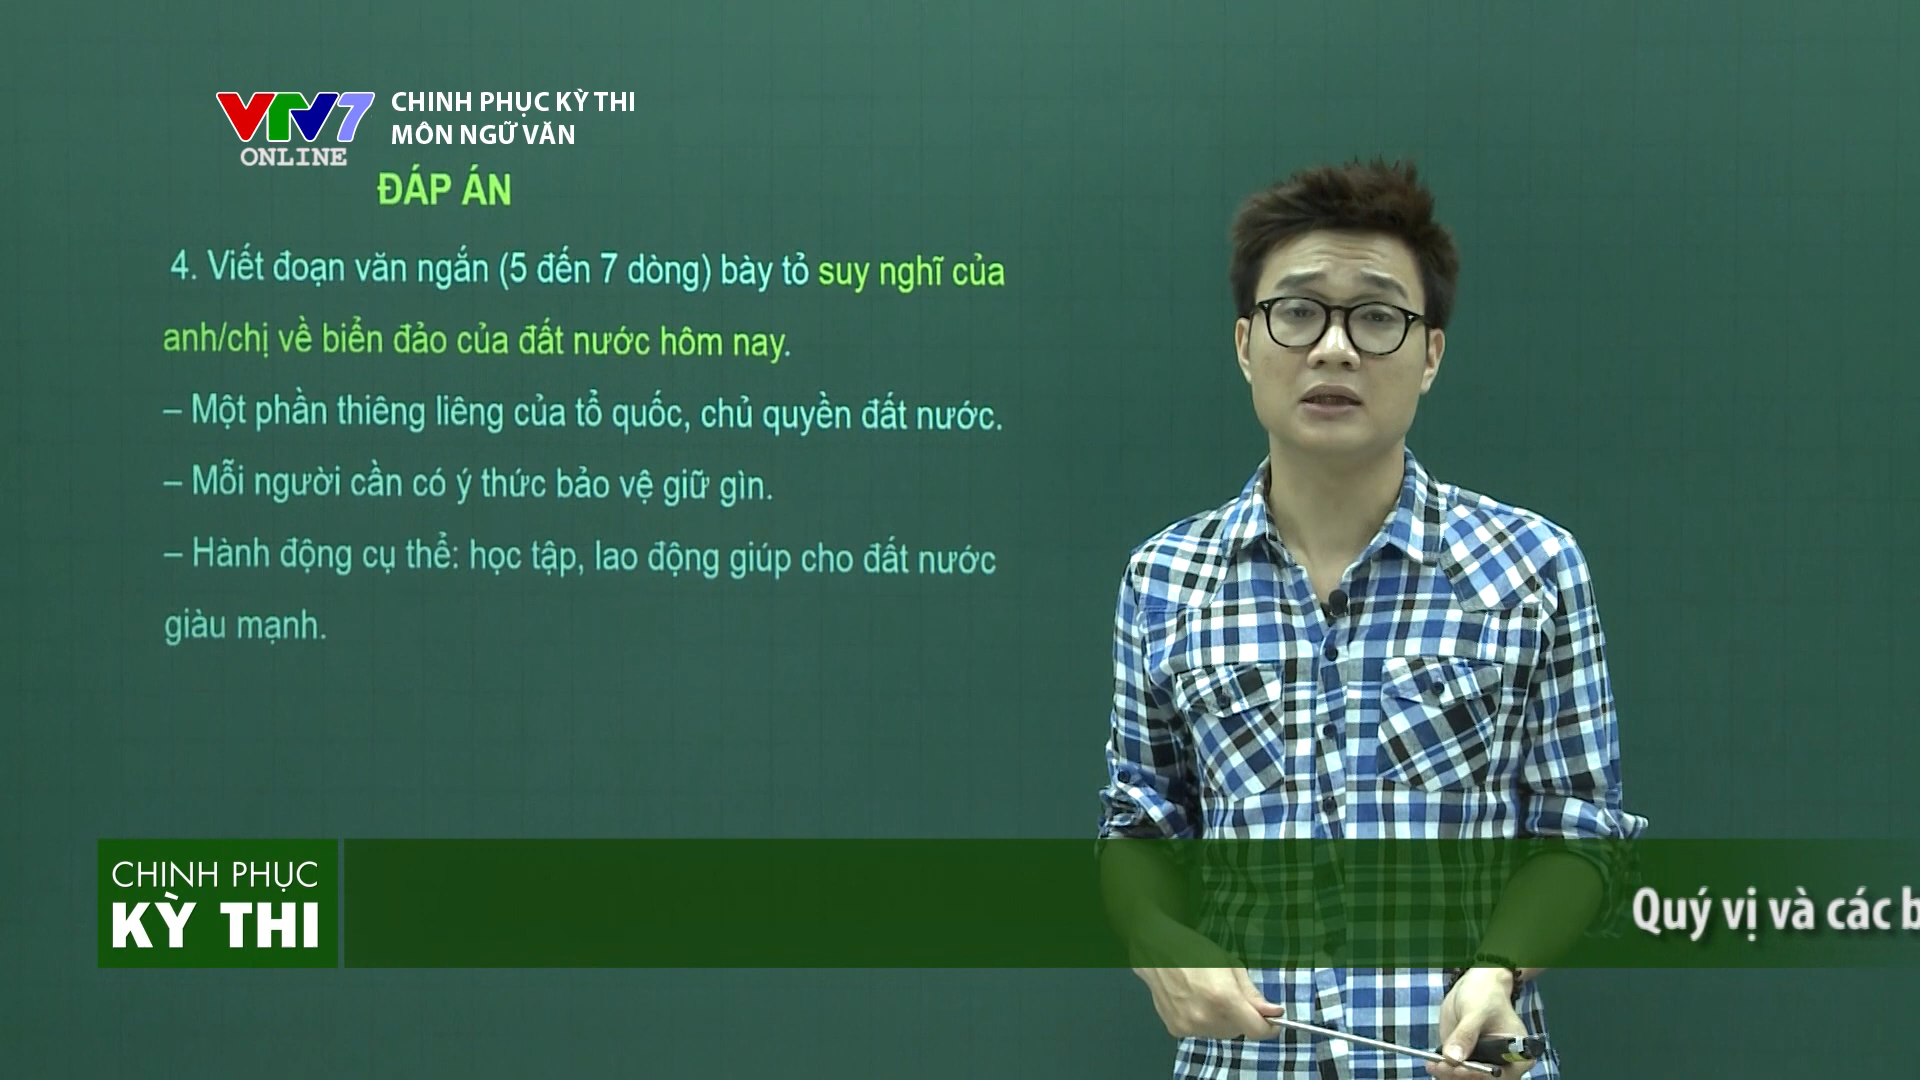 VTV7
ONLINE
CHINH PHỤC KỲ THI
MÔN NGỮ VĂN
ĐÁP ÁN
4. Viết đoạn văn ngắn (5 đến 7 dòng) bày tỏ suy nghĩ của
anh/chị về biển đảo của đất nước hôm nay.
– Một phần thiêng liêng của tổ quốc, chủ quyền đất nước.
– Mỗi người cần có ý thức bảo vệ giữ gìn.
– Hành động cụ thể: học tập, lao động giúp cho đất nước
giàu mạnh.
CHINH PHỤC
KỲ THI
Quý vị và các